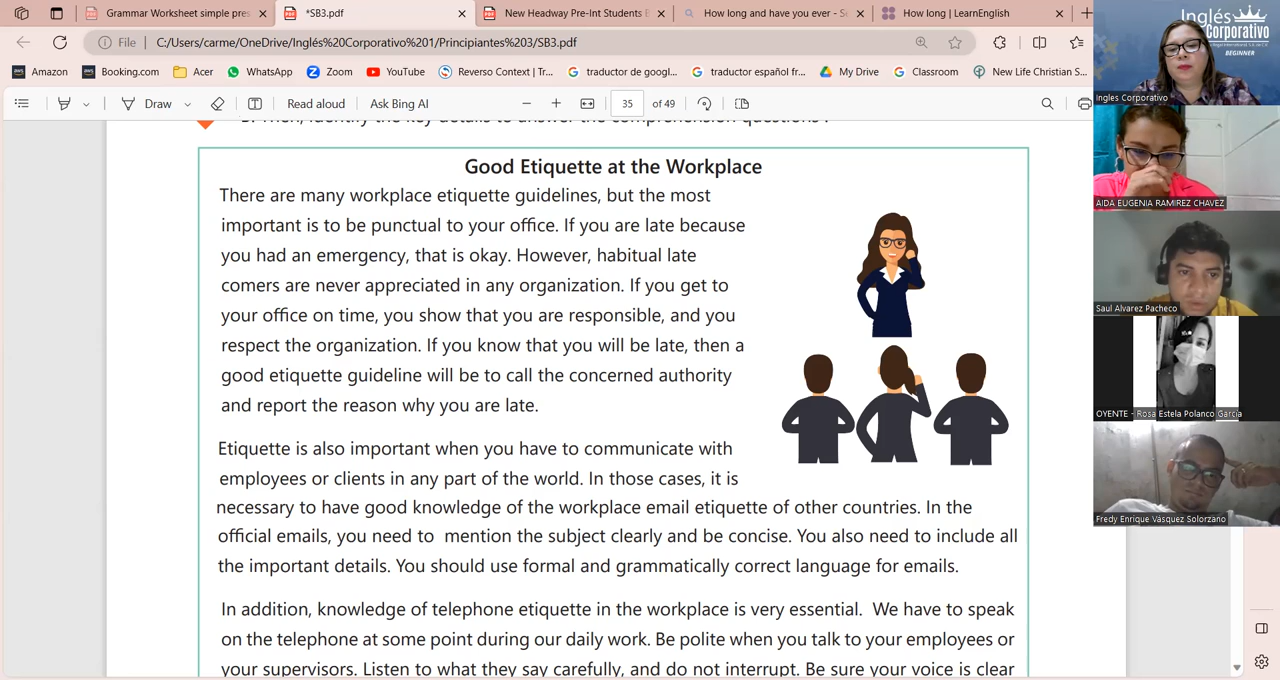 Grammar Worksheet simple pres
*SB3.pdf
New Headway Pre-Int Students B
How long and have you ever - Se
How long | LearnEnglish
File
C:/Users/carme/OneDrive/Inglés%20Corporativo%201/Principiantes%203/SB3.pdf
Amazon
Booking.com
Acer
WhatsApp
Zoom
YouTube
Reverso Context | Tr...
traductor de googl...
traductor español fr...
My Drive
Classroom
New Life Christian S...
Draw
Read aloud
Ask Bing AI
35 of 49
Good Etiquette at the Workplace
There are many workplace etiquette guidelines, but the most
important is to be punctual to your office. If you are late because
you had an emergency, that is okay. However, habitual late
comers are never appreciated in any organization. If you get to
your office on time, you show that you are responsible, and you
respect the organization. If you know that you will be late, then a
good etiquette guideline will be to call the concerned authority
and report the reason why you are late.
Etiquette is also important when you have to communicate with
employees or clients in any part of the world. In those cases, it is
necessary to have good knowledge of the workplace email etiquette of other countries. In the
official emails, you need to mention the subject clearly and be concise. You also need to include all
the important details. You should use formal and grammatically correct language for emails.
In addition, knowledge of telephone etiquette in the workplace is very essential. We have to speak
on the telephone at some point during our daily work. Be polite when you talk to your employees or
your supervisors. Listen to what they say carefully, and do not interrupt. Be sure your voice is clear
Inglés
Corporativo
BEGINNER
Ingles Corporativo
AIDA EUGENIA RAMIREZ CHAVEZ
Saul Alvarez Pacheco
OYENTE - Rosa Estela Polanco García
Fredy Enrique Vásquez Solorzano